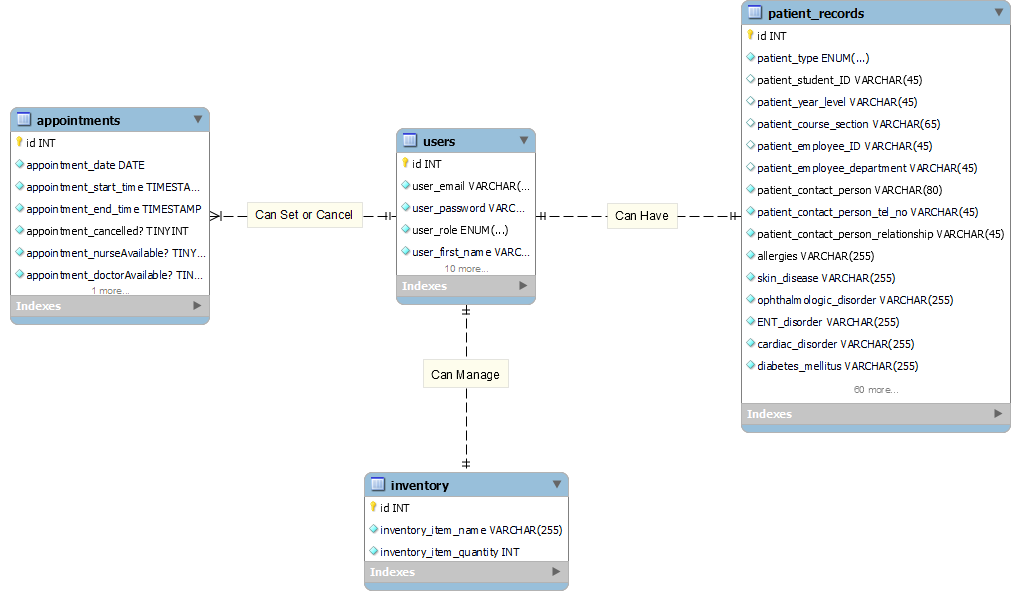 patient_records
id INT
patient_type ENUM(...)
patient_student_ID VARCHAR(45)
patient_year_level VARCHAR(45)
patient_course_section VARCHAR(65)
patient_employee_ID VARCHAR(45)
patient_employee_department VARCHAR(45)
patient_contact_person VARCHAR(80)
patient_contact_person_tel_no VARCHAR(45)
patient_contact_person_relationship VARCHAR(45)
allergies VARCHAR(255)
skin_disease VARCHAR(255)
ophthalmologic_disorder VARCHAR(255)
ENT_disorder VARCHAR(255)
cardiac_disorder VARCHAR(255)
diabetes_mellitus VARCHAR(255)
60 more...
Indexes
appointments
id INT
appointment_date DATE
appointment_start_time TIMESTA...
appointment_end_time TIMESTAMP
appointment_cancelled? TINYINT
appointment_nurseAvailable? TINY...
appointment_doctorAvailable? TIN...
1 more...
Indexes
Can Set or Cancel
users
id INT
user_email VARCHAR(...
user_password VARC...
user_role ENUM(...)
user_first_name VARC...
10 more...
Indexes
Can Have
Can Manage
inventory
id INT
inventory_item_name VARCHAR(255)
inventory_item_quantity INT
Indexes